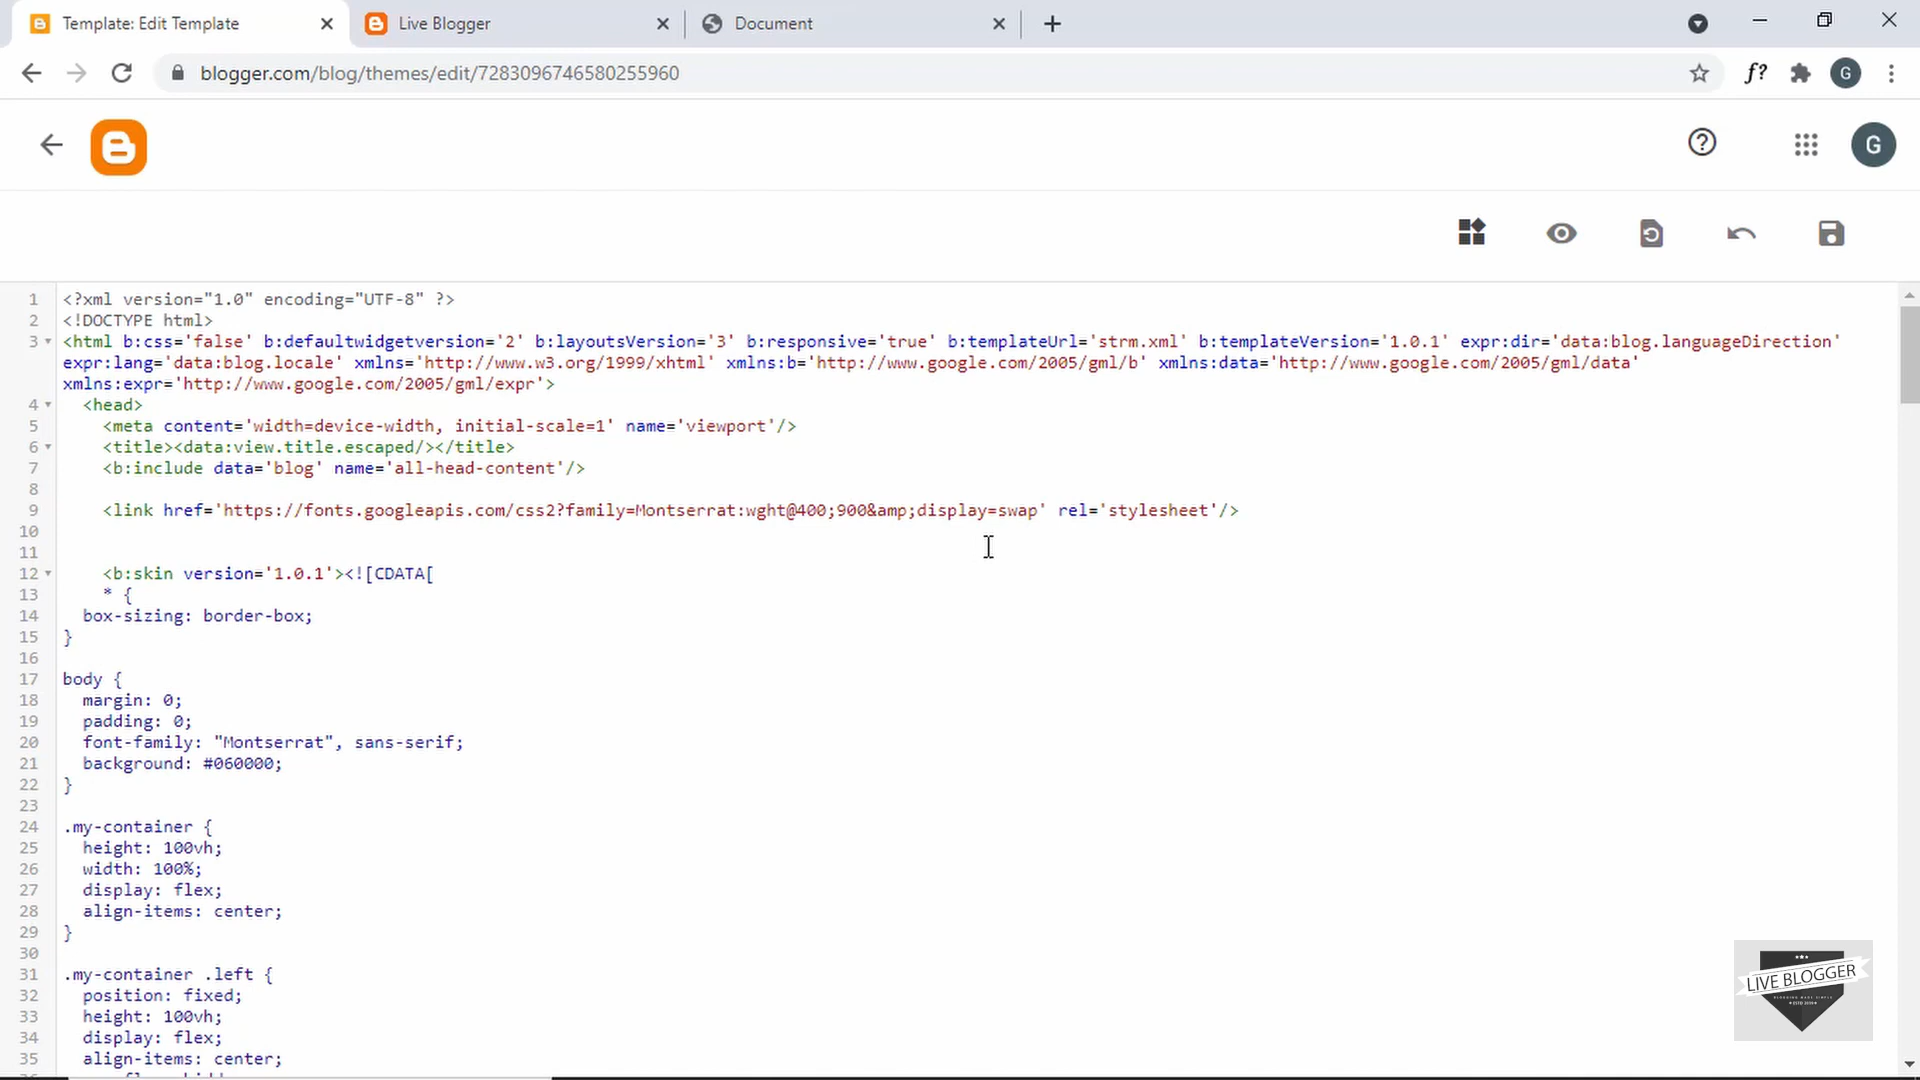 Template: Edit Template
Live Blogger
Document
blogger.com/blog/themes/edit/7283096746580255960
f?
G
G
1 <?xml version="1.0" encoding="UTF-8" ?>
2 <!DOCTYPE html>
3 <html b:css='false' b:defaultwidgetversion='2' b:layoutsVersion='3' b:responsive='true' b:templateUrl='strm.xml' b:templateVersion='1.0.1' expr:dir='data:blog.languageDirection'
expr:lang='data:blog.locale' xmlns='http://www.w3.org/1999/xhtml' xmlns:b='http://www.google.com/2005/gml/b' xmlns:data='http://www.google.com/2005/gml/data'
xmlns:expr='http://www.google.com/2005/gml/expr'>
4 <head>
5 <meta content='width=device-width, initial-scale=1' name='viewport'/>
6 <title><data:view.title.escaped/></title>
7 <b:include data='blog' name='all-head-content'/>
8
9 <link href='https://fonts.googleapis.com/css2?family=Montserrat:wght@400;900&amp;display=swap' rel='stylesheet'/>
10
11
12 <b:skin version='1.0.1'><![CDATA[
13 * {
14 box-sizing: border-box;
15 }
16
17 body {
18 margin: 0;
19 padding: 0;
20 font-family: "Montserrat", sans-serif;
21 background: #060000;
22 }
23
24 .my-container {
25 height: 100vh;
26 width: 100%;
27 display: flex;
28 align-items: center;
29 }
30
31 .my-container .left {
32 position: fixed;
33 height: 100vh;
34 display: flex;
35 align-items: center;
LIVE BLOGGER